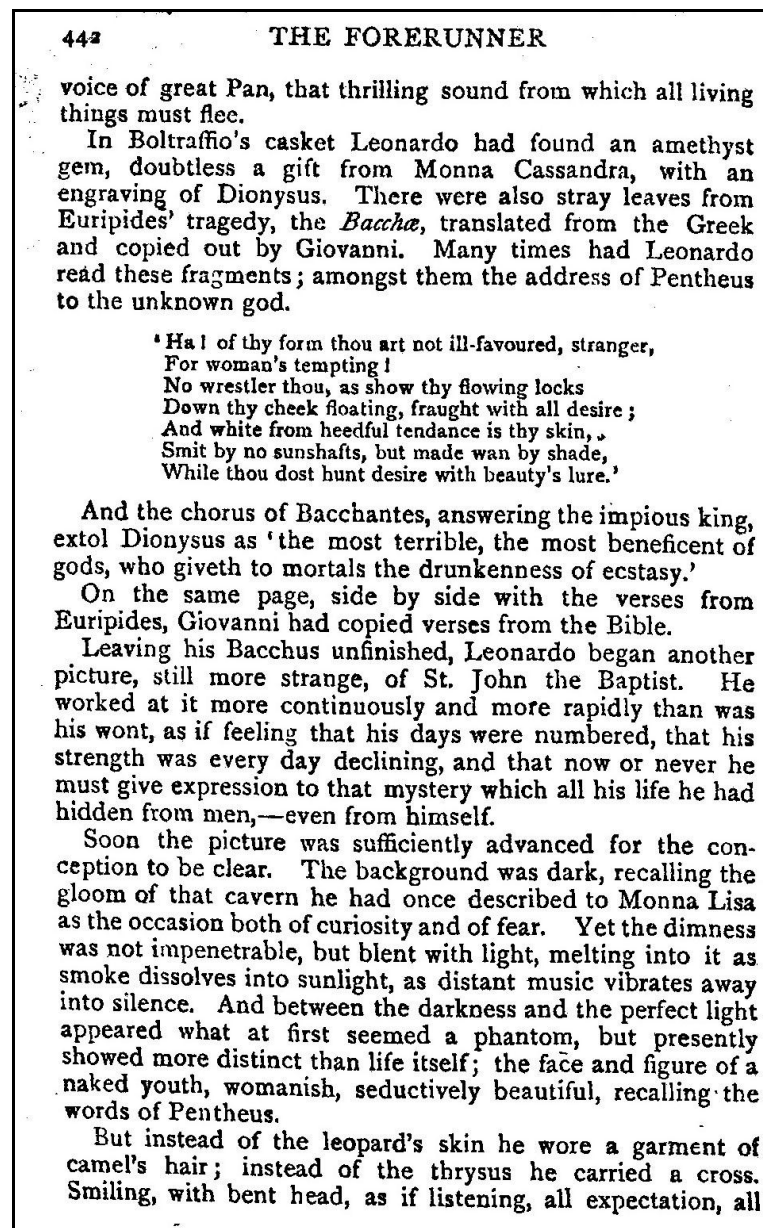 442 THE FORERUNNER
voice of great Pan, that thrilling sound from which all living
things must flee.
In Boltraffio's casket Leonardo had found an amethyst
gem, doubtless a gift from Monna Cassandra, with an
engraving of Dionysus. There were also stray leaves from
Euripides' tragedy, the Bacchæ, translated from the Greek
and copied out by Giovanni. Many times had Leonardo
read these fragments; amongst them the address of Pentheus
to the unknown god.
'Ha! of thy form thou art not ill-favoured, stranger,
For woman's tempting!
No wrestler thou, as show thy flowing locks
Down thy cheek floating, fraught with all desire;
And white from heedful tendance is thy skin,
Smit by no sunshafts, but made wan by shade,
While thou dost hunt desire with beauty's lure.'
And the chorus of Bacchantes, answering the impious king,
extol Dionysus as 'the most terrible, the most beneficent of
gods, who giveth to mortals the drunkenness of ecstasy.'
On the same page, side by side with the verses from
Euripides, Giovanni had copied verses from the Bible.
Leaving his Bacchus unfinished, Leonardo began another
picture, still more strange, of St. John the Baptist. He
worked at it more continuously and more rapidly than was
his wont, as if feeling that his days were numbered, that his
strength was every day declining, and that now or never he
must give expression to that mystery which all his life he had
hidden from men,—even from himself.
Soon the picture was sufficiently advanced for the con-
ception to be clear. The background was dark, recalling the
gloom of that cavern he had once described to Monna Lisa
as the occasion both of curiosity and of fear. Yet the dimness
was not impenetrable, but blent with light, melting into it as
smoke dissolves into sunlight, as distant music vibrates away
into silence. And between the darkness and the perfect light
appeared what at first seemed a phantom, but presently
showed more distinct than life itself; the face and figure of a
naked youth, womanish, seductively beautiful, recalling the
words of Pentheus.
But instead of the leopard's skin he wore a garment of
camel's hair; instead of the thrysus he carried a cross.
Smiling, with bent head, as if listening, all expectation, all